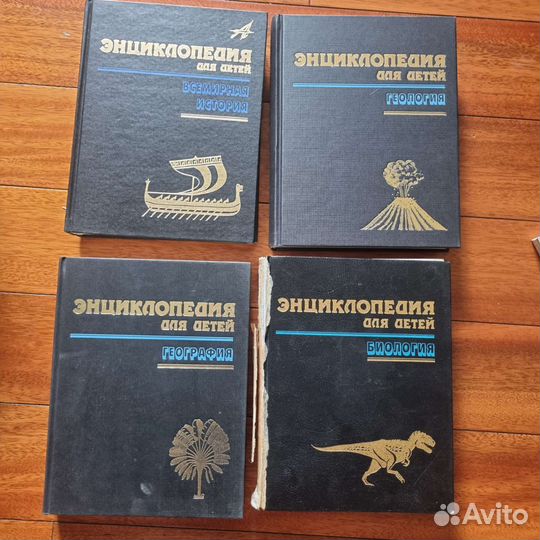 ЭНЦИКЛОПЕДИЯ
ДЛЯ ДЕТЕЙ
ВСЕМИРНАЯ
ИСТОРИЯ
ЭНЦИКЛОПЕДИЯ
ДЛЯ ДЕТЕЙ
ГЕОЛОГИЯ
ЭНЦИКЛОПЕДИЯ
ДЛЯ ДЕТЕЙ
ГЕОГРАФИЯ
ЭНЦИКЛОПЕДИЯ
ДЛЯ ДЕТЕЙ
БИОЛОГИЯ
Avito